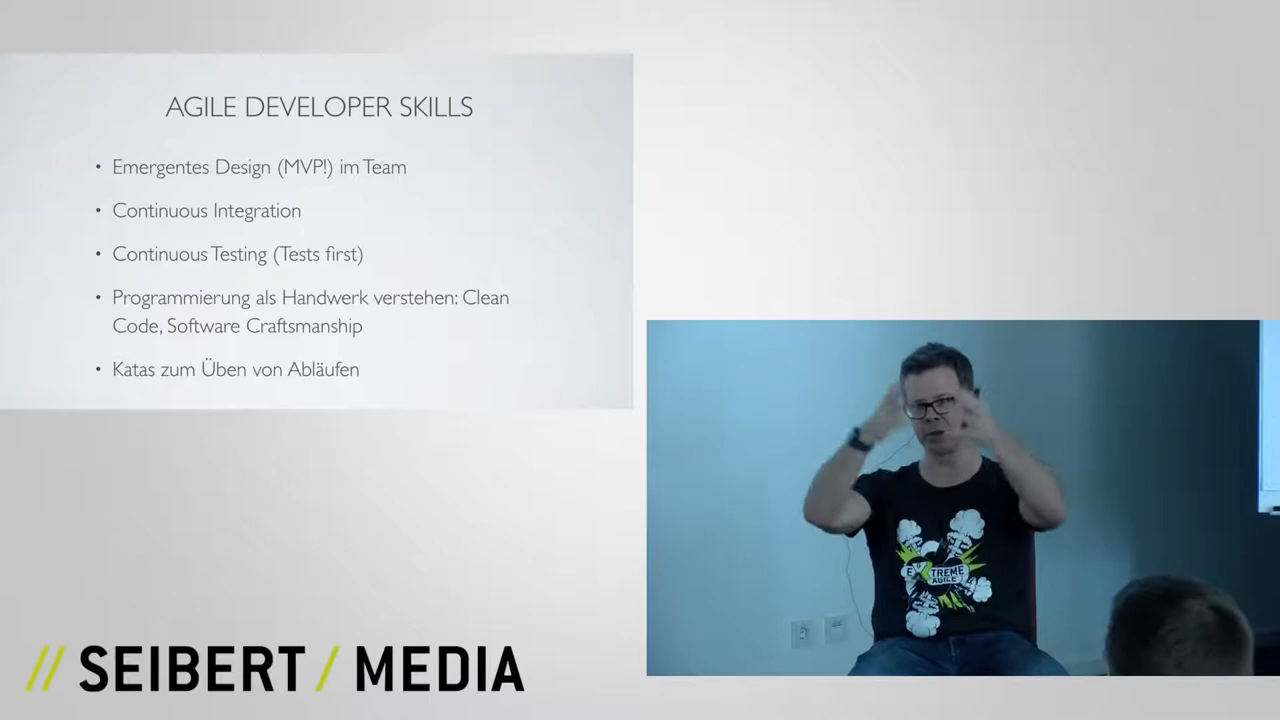 AGILE DEVELOPER SKILLS
• Emergentes Design (MVP!) im Team
• Continuous Integration
• Continuous Testing (Tests first)
• Programmierung als Handwerk verstehen: Clean
Code, Software Craftsmanship
• Katas zum Üben von Abläufen
EXTREME
AGILE
// SEIBERT / MEDIA